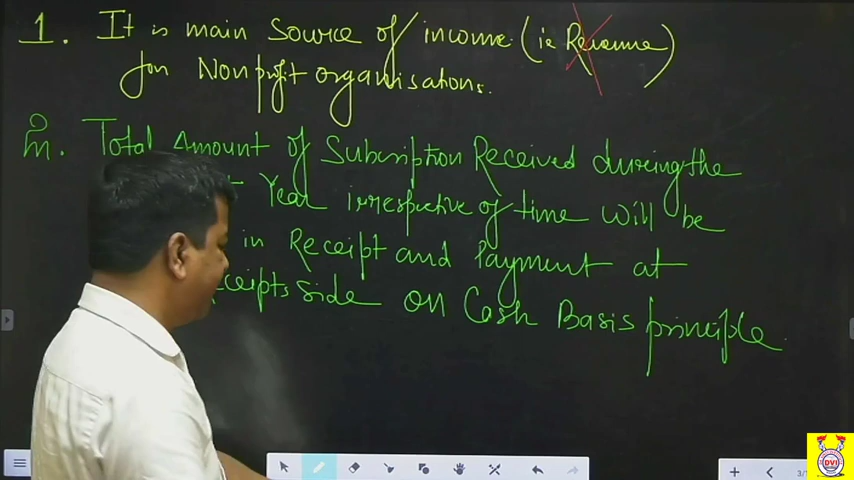 1. It is main Source of income (ie Revenue)
for Nonprofit organisations.
Total Amount of Subscription Received during the
Year irrespective of time will be
in Receipt and Payment at
side on Cash Basis principle.
DVI